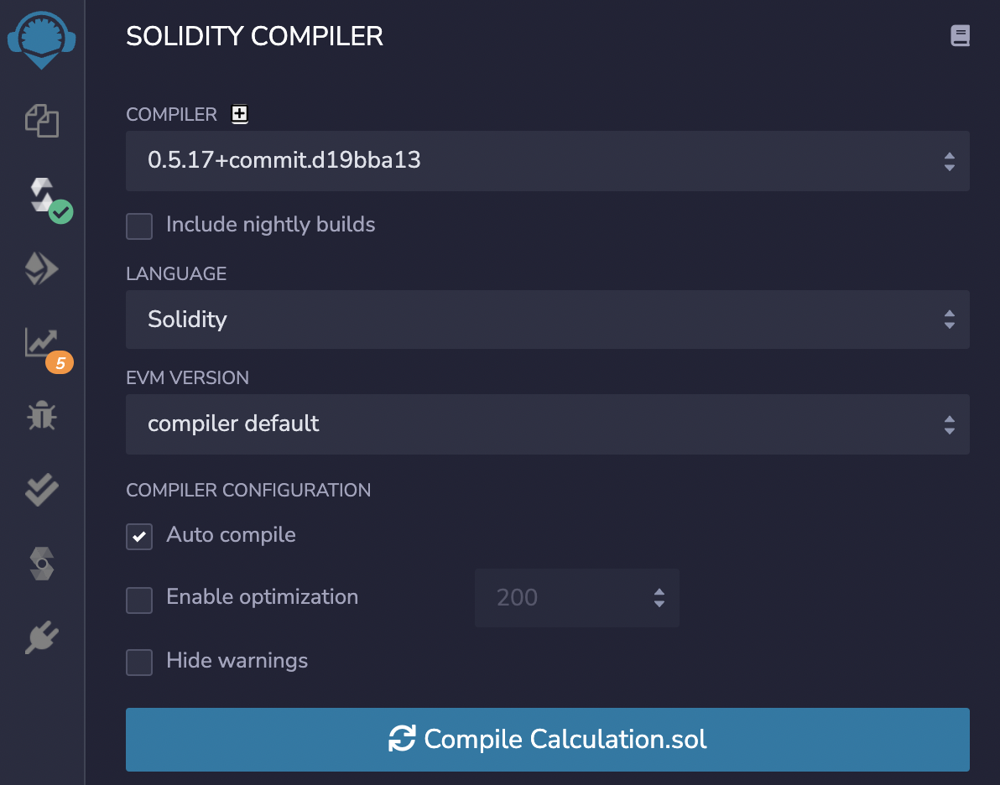 SOLIDITY COMPILER
COMPILER
0.5.17+commit.d19bba13
Include nightly builds
LANGUAGE
Solidity
5
EVM VERSION
compiler default
COMPILER CONFIGURATION
Auto compile
Enable optimization 200
Hide warnings
Compile Calculation.sol